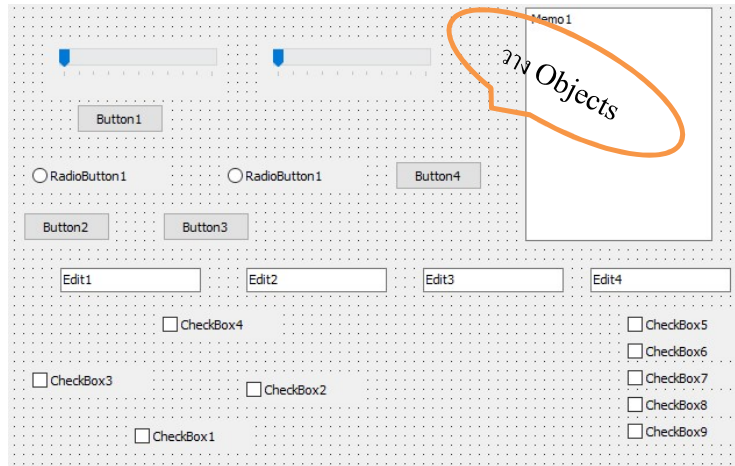 Memo1
วาง Objects
Button1
RadioButton1
RadioButton1
Button4
Button2
Button3
Edit1
Edit2
Edit3
Edit4
CheckBox4
CheckBox5
CheckBox6
CheckBox3
CheckBox7
CheckBox2
CheckBox8
CheckBox1
CheckBox9